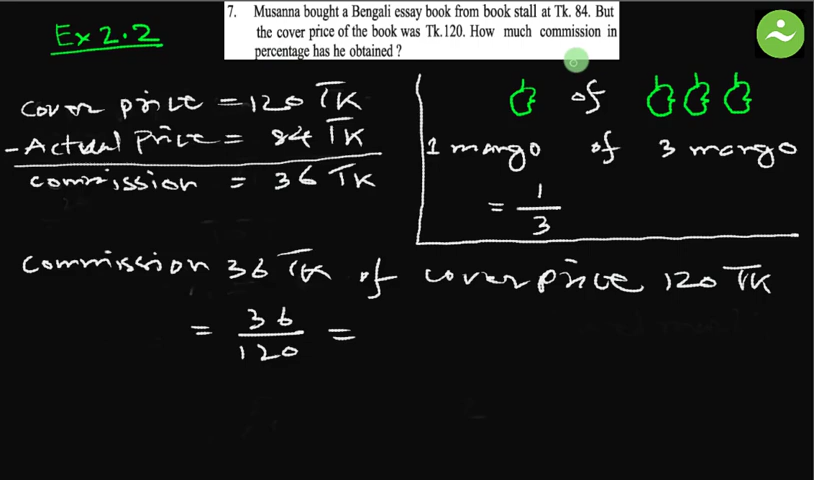 Ex 2.2
7. Musanna bought a Bengali essay book from book stall at Tk. 84. But
the cover price of the book was Tk.120. How much commission in
percentage has he obtained ?
cover price = 120 TK
- Actual price = 84 TK
commission = 36 TK
of
1 mango of 3 mango
= 1/3
commission 36 TK of cover price 120 TK
= 36/120 =